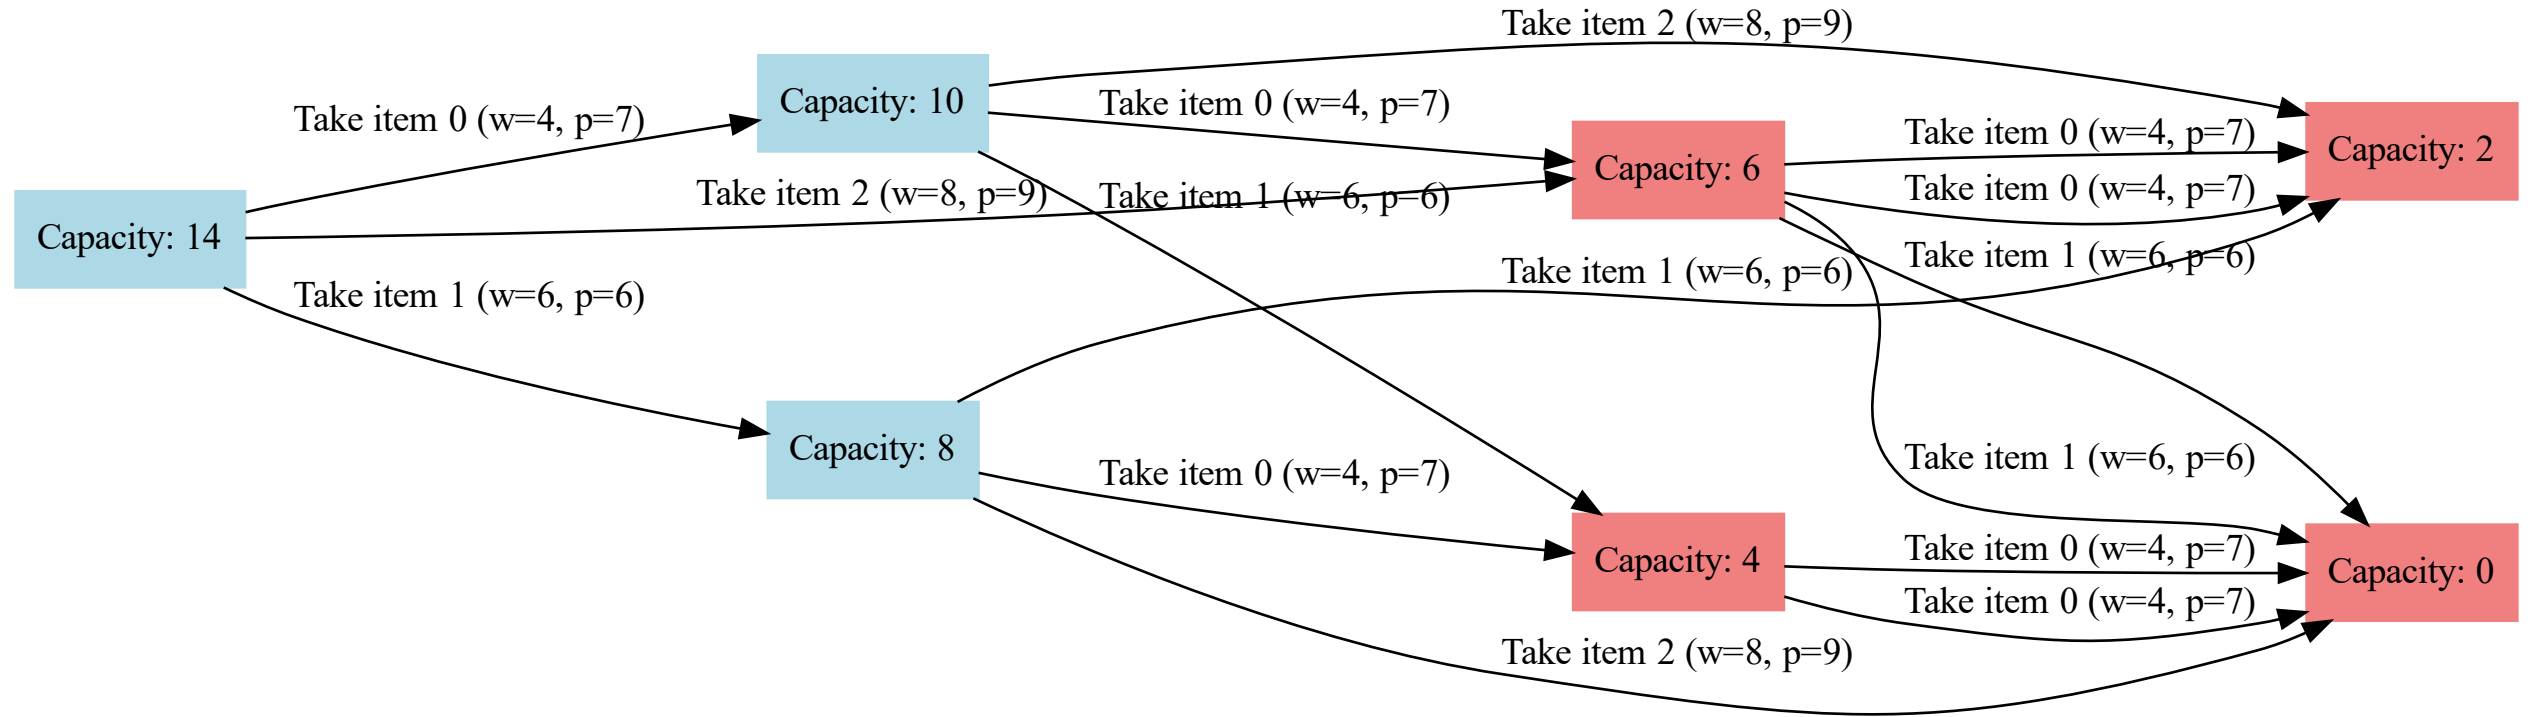 Take item 2 (w=8, p=9)
Capacity: 10
Take item 0 (w=4, p=7)
Take item 0 (w=4, p=7)
Take item 0 (w=4, p=7)
Capacity: 2
Capacity: 6
Take item 2 (w=8, p=9)
Take item 1 (w=6, p=6)
Take item 0 (w=4, p=7)
Capacity: 14
Take item 1 (w=6, p=6)
Take item 1 (w=6, p=6)
Take item 1 (w=6, p=6)
Capacity: 8
Take item 0 (w=4, p=7)
Take item 1 (w=6, p=6)
Capacity: 4
Take item 0 (w=4, p=7)
Capacity: 0
Take item 0 (w=4, p=7)
Take item 2 (w=8, p=9)